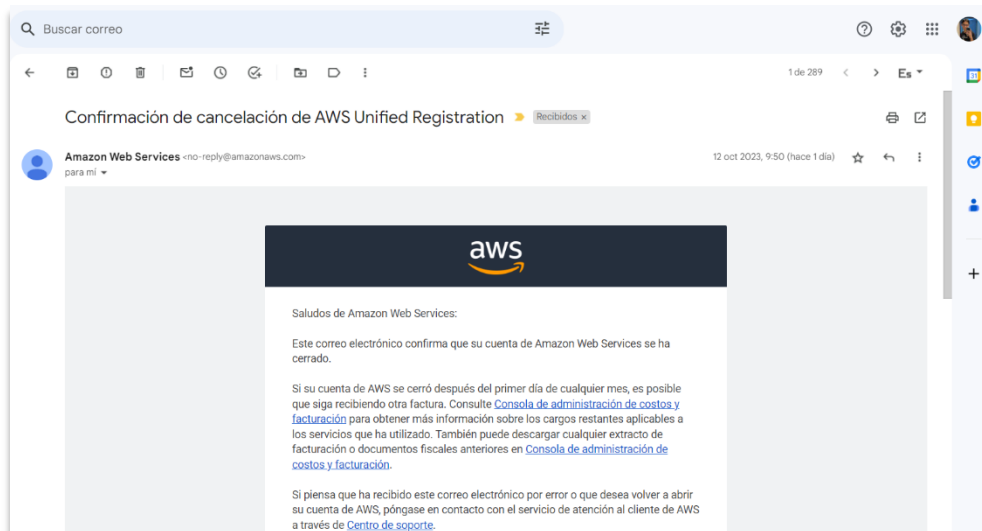 Buscar correo
1 de 289
Es
Confirmación de cancelación de AWS Unified Registration
Recibidos x
Amazon Web Services <no-reply@amazonaws.com>
12 oct 2023, 9:50 (hace 1 día)
para mí
31
aws
Saludos de Amazon Web Services:
Este correo electrónico confirma que su cuenta de Amazon Web Services se ha
cerrado.
Si su cuenta de AWS se cerró después del primer día de cualquier mes, es posible
que siga recibiendo otra factura. Consulte Consola de administración de costos y
facturación para obtener más información sobre los cargos restantes aplicables a
los servicios que ha utilizado. También puede descargar cualquier extracto de
facturación o documentos fiscales anteriores en Consola de administración de
costos y facturación.
Si piensa que ha recibido este correo electrónico por error o que desea volver a abrir
su cuenta de AWS, póngase en contacto con el servicio de atención al cliente de AWS
a través de Centro de soporte.